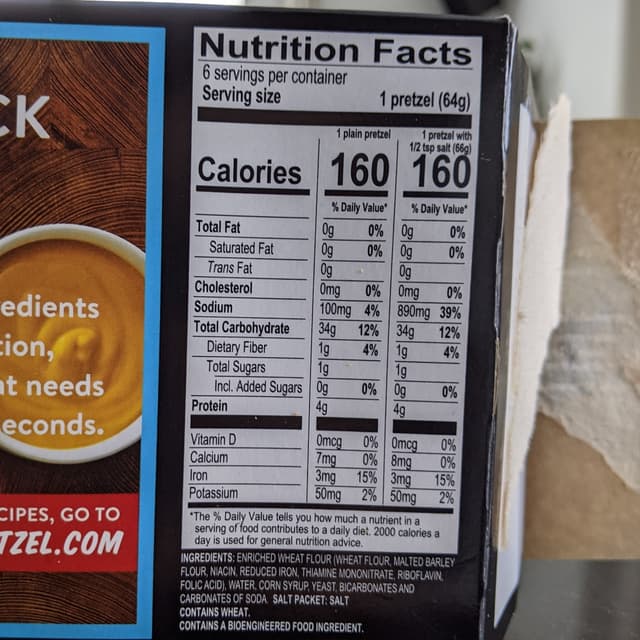 CK
edients
tion,
at needs
econds.
CIPES, GO TO
TZEL.COM
Nutrition Facts
6 servings per container
Serving size 1 pretzel (64g)
1 plain pretzel 1 pretzel with
1/2 tsp salt (66g)
Calories 160 160
% Daily Value* % Daily Value*
Total Fat 0g 0% 0g 0%
Saturated Fat 0g 0% 0g 0%
Trans Fat 0g 0g
Cholesterol 0mg 0% 0mg 0%
Sodium 100mg 4% 890mg 39%
Total Carbohydrate 34g 12% 34g 12%
Dietary Fiber 1g 4% 1g 4%
Total Sugars 1g 1g
Incl. Added Sugars 0g 0% 0g 0%
Protein 4g 4g
Vitamin D 0mcg 0% 0mcg 0%
Calcium 7mg 0% 8mg 0%
Iron 3mg 15% 3mg 15%
Potassium 50mg 2% 50mg 2%
*The % Daily Value tells you how much a nutrient in a
serving of food contributes to a daily diet. 2000 calories a
day is used for general nutrition advice.
INGREDIENTS: ENRICHED WHEAT FLOUR (WHEAT FLOUR, MALTED BARLEY
FLOUR, NIACIN, REDUCED IRON, THIAMINE MONONITRATE, RIBOFLAVIN,
FOLIC ACID), WATER, CORN SYRUP, YEAST, BICARBONATES AND
CARBONATES OF SODA. SALT PACKET: SALT
CONTAINS WHEAT.
CONTAINS A BIOENGINEERED FOOD INGREDIENT.